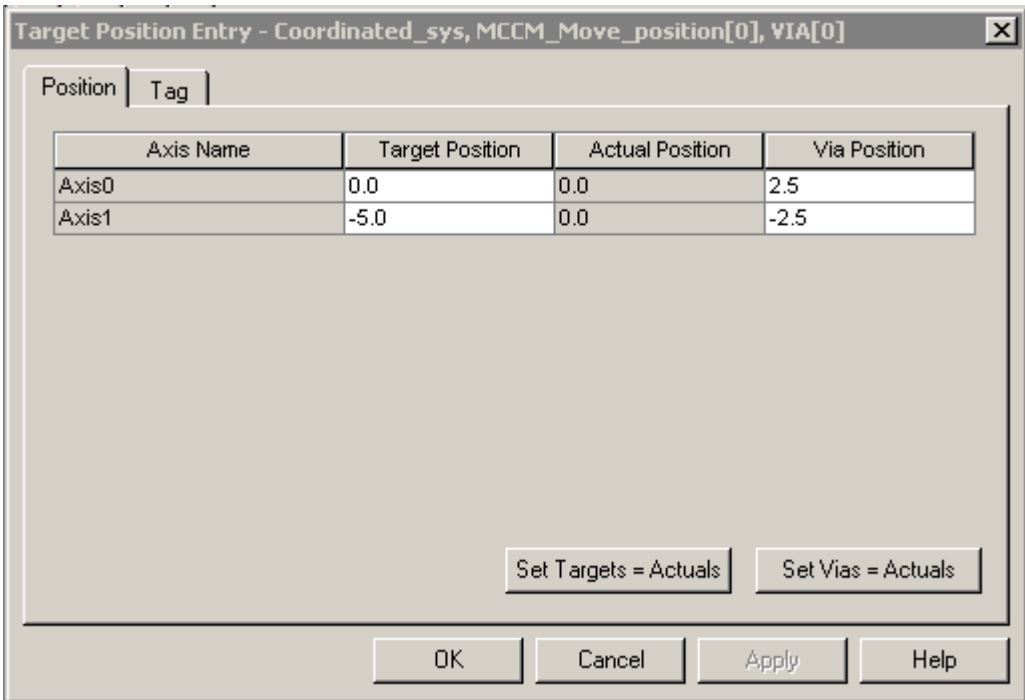 Target Position Entry - Coordinated_sys, MCCM_Move_position[0], VIA[0]
Position Tag
Axis Name Target Position Actual Position Via Position
Axis0 0.0 0.0 2.5
Axis1 -5.0 0.0 -2.5
Set Targets = Actuals Set Vias = Actuals
OK Cancel Apply Help